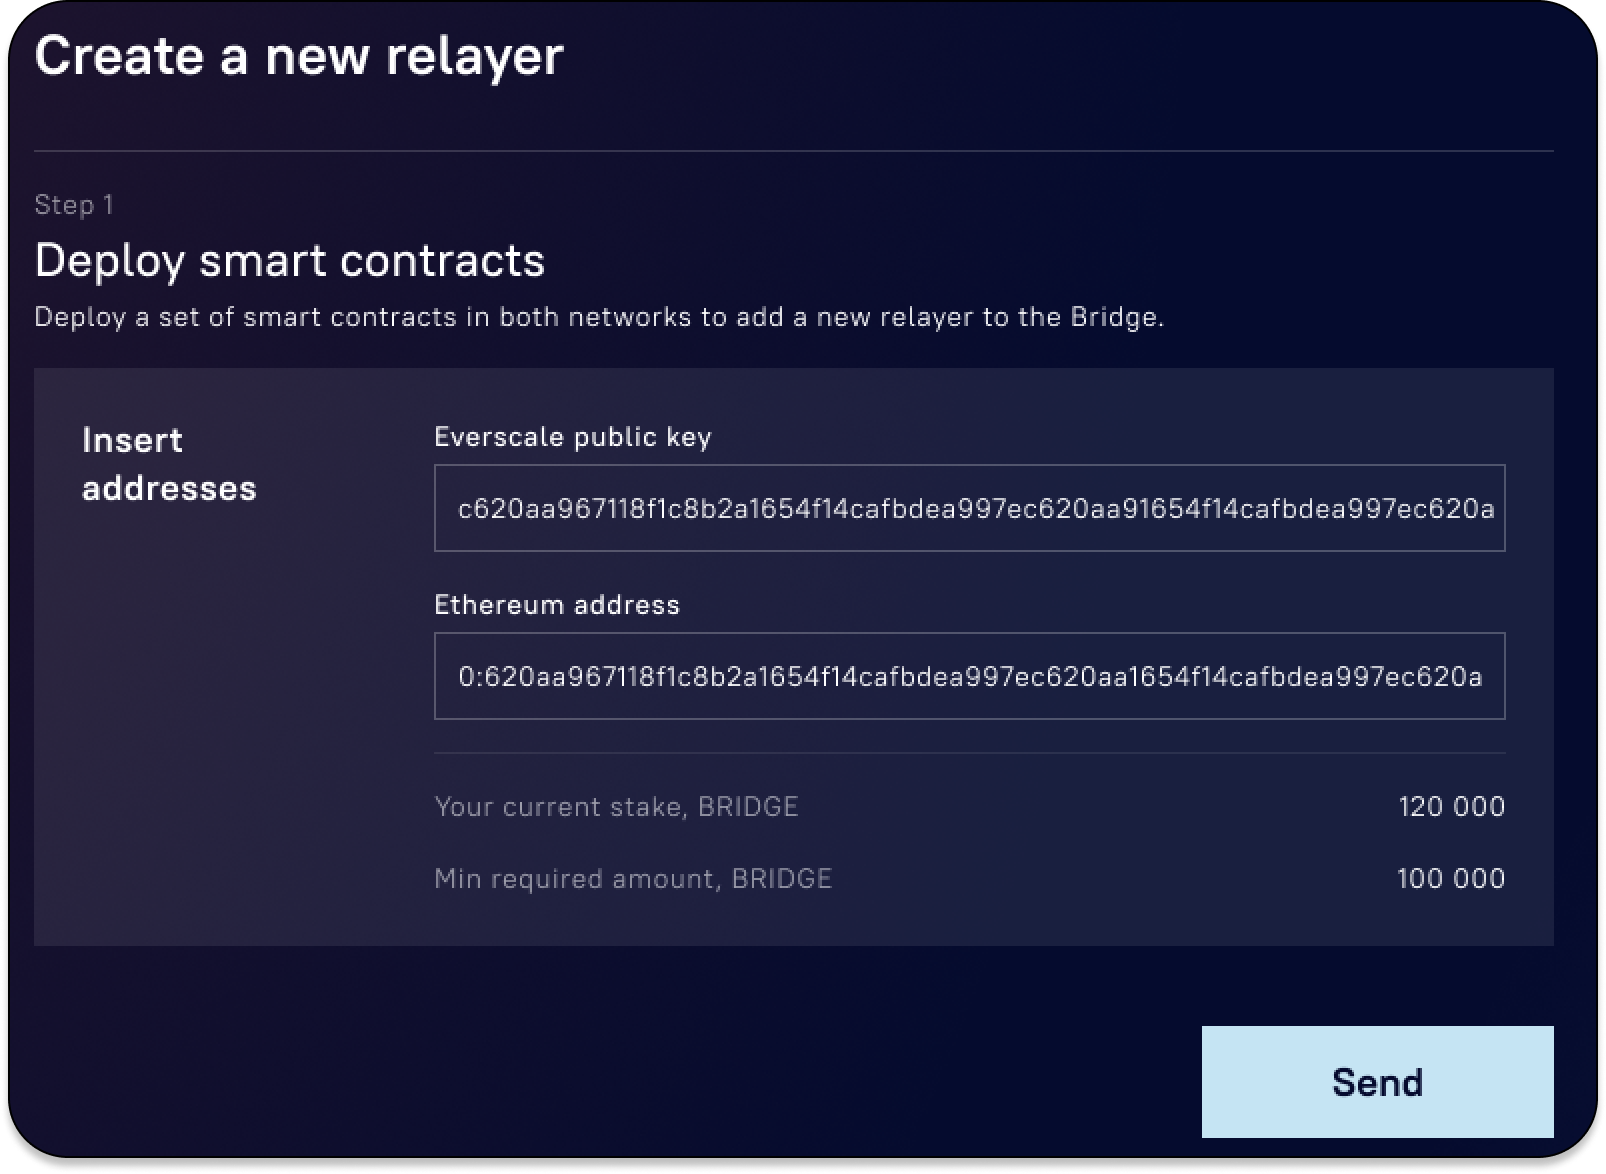 Create a new relayer
Step 1
Deploy smart contracts
Deploy a set of smart contracts in both networks to add a new relayer to the Bridge.
Insert
addresses
Everscale public key
c620aa967118f1c8b2a1654f14cafbdea997ec620aa91654f14cafbdea997ec620a
Ethereum address
0:620aa967118f1c8b2a1654f14cafbdea997ec620aa1654f14cafbdea997ec620a
Your current stake, BRIDGE 120 000
Min required amount, BRIDGE 100 000
Send